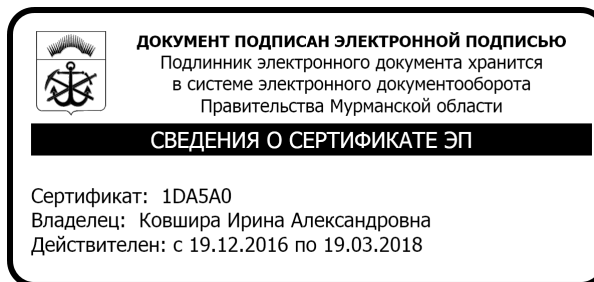 ДОКУМЕНТ ПОДПИСАН ЭЛЕКТРОННОЙ ПОДПИСЬЮ
Подлинник электронного документа хранится
в системе электронного документооборота
Правительства Мурманской области
СВЕДЕНИЯ О СЕРТИФИКАТЕ ЭП
Сертификат: 1DA5A0
Владелец: Ковшира Ирина Александровна
Действителен: с 19.12.2016 по 19.03.2018